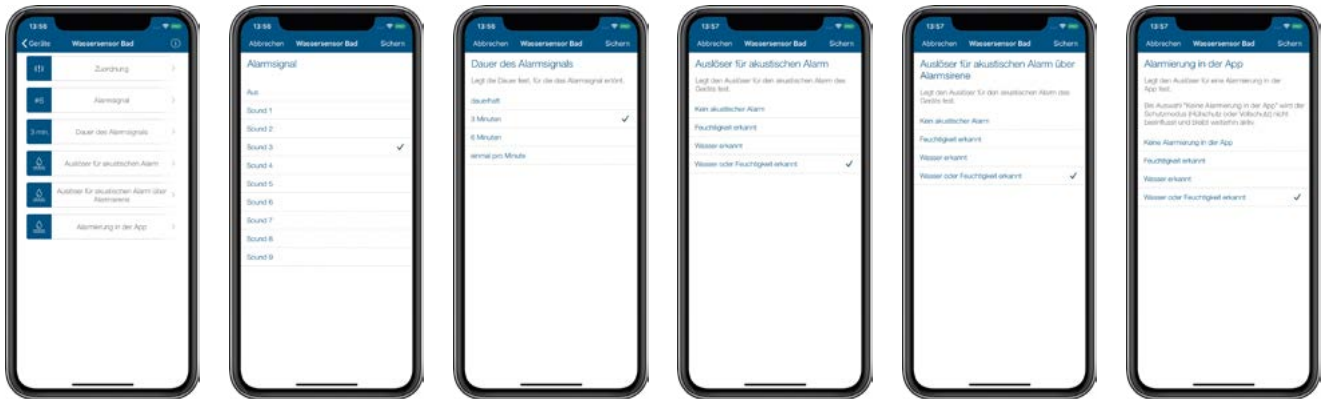 13:56
Geräte Wassersensor Bad
Zuordnung
#S
Alarmsignal
3 min.
Dauer des Alarmsignals
Auslöser für akustischen Alarm
Auslöser für akustischen Alarm über
Alarmsirene
Alarmierung in der App
13:56
Abbrechen Wassersensor Bad Sichern
Alarmsignal
Aus
Sound 1
Sound 2
Sound 3
Sound 4
Sound 5
Sound 6
Sound 7
Sound 8
Sound 9
13:56
Abbrechen Wassersensor Bad Sichern
Dauer des Alarmsignals
Legt die Dauer fest, für die das Alarmsignal ertönt.
dauerhaft
3 Minuten
6 Minuten
einmal pro Minute
13:57
Abbrechen Wassersensor Bad Sichern
Auslöser für akustischen Alarm
Legt den Auslöser für den akustischen Alarm des
Geräts fest.
Kein akustischer Alarm
Feuchtigkeit erkannt
Wasser erkannt
Wasser oder Feuchtigkeit erkannt
13:57
Abbrechen Wassersensor Bad Sichern
Auslöser für akustischen Alarm über
Alarmsirene
Legt den Auslöser für den akustischen Alarm des
Geräts fest.
Kein akustischer Alarm
Feuchtigkeit erkannt
Wasser erkannt
Wasser oder Feuchtigkeit erkannt
13:57
Abbrechen Wassersensor Bad Sichern
Alarmierung in der App
Legt den Auslöser für eine Alarmierung in der
App fest.
Die Auswahl "Keine Alarmierung in der App" wird der
Schutzmodus (Hüllschutz oder Vollschutz) nicht
beeinflusst und bleibt weiterhin aktiv.
Keine Alarmierung in der App
Feuchtigkeit erkannt
Wasser erkannt
Wasser oder Feuchtigkeit erkannt